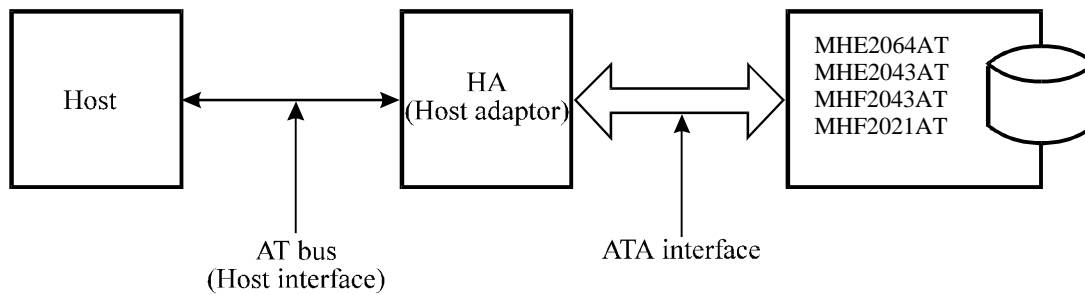 Host
HA
(Host adaptor)
MHE2064AT
MHE2043AT
MHF2043AT
MHF2021AT
AT bus
(Host interface)
ATA interface